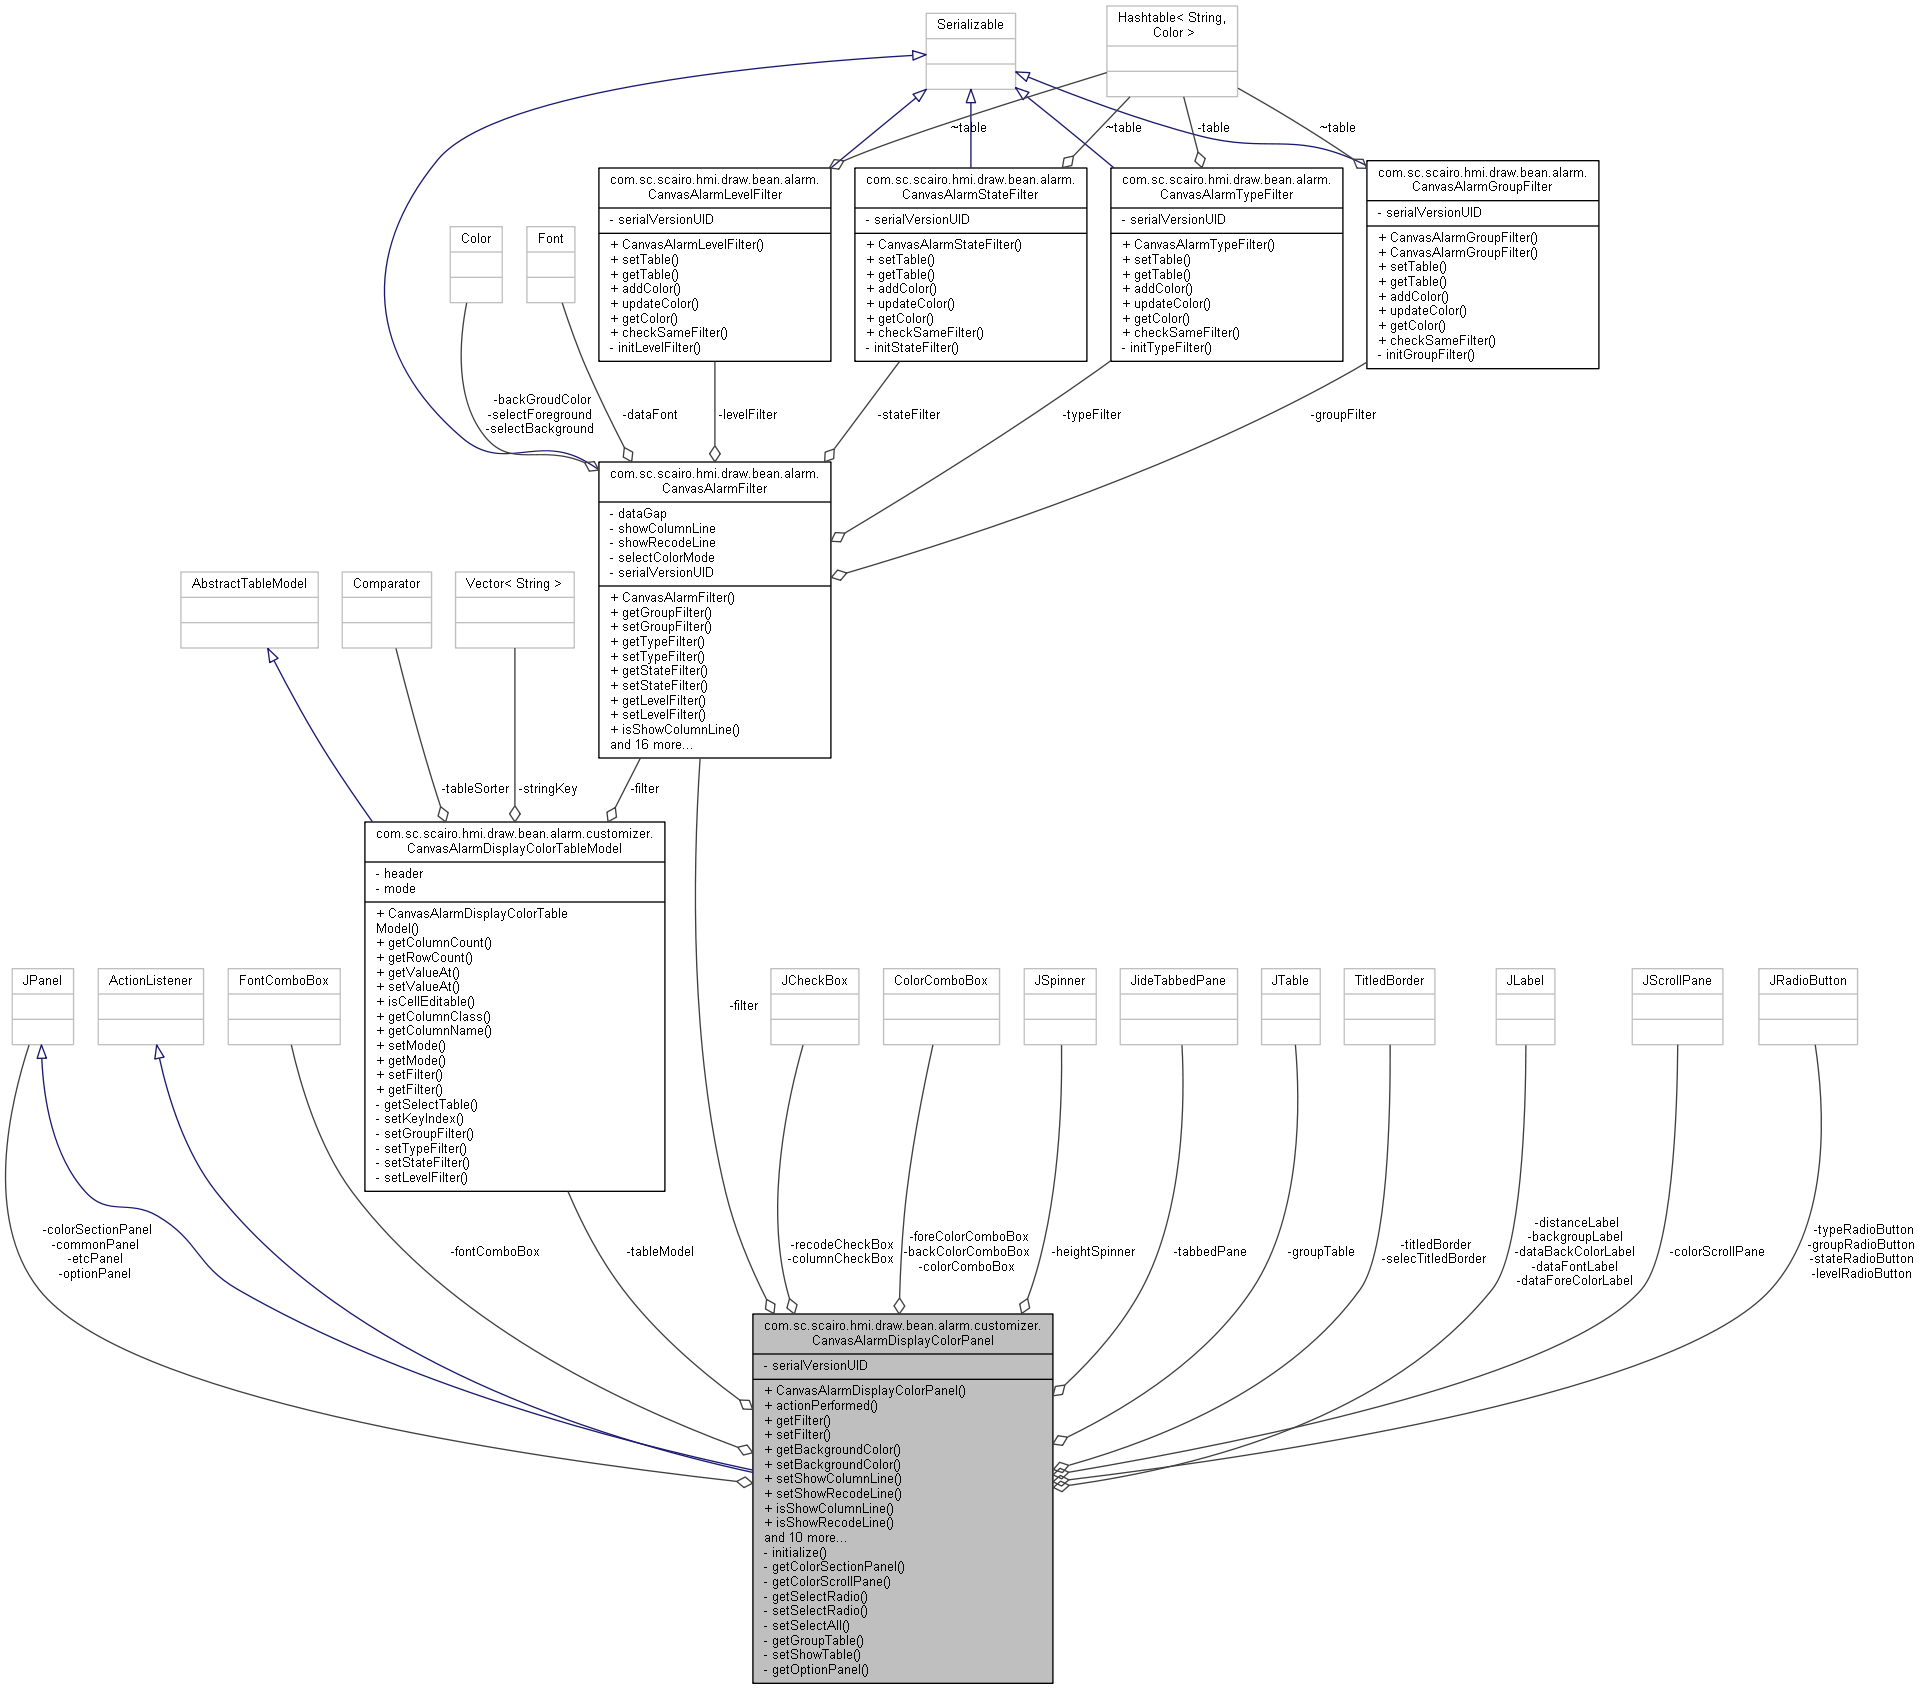 Serializable
Hashtable< String,
Color >
~table
~table
-table
~table
com.sc.scairo.hmi.draw.bean.alarm.
CanvasAlarmLevelFilter
- serialVersionUID
+ CanvasAlarmLevelFilter()
+ setTable()
+ getTable()
+ addColor()
+ updateColor()
+ getColor()
+ checkSameFilter()
- initLevelFilter()
com.sc.scairo.hmi.draw.bean.alarm.
CanvasAlarmStateFilter
- serialVersionUID
+ CanvasAlarmStateFilter()
+ setTable()
+ getTable()
+ addColor()
+ updateColor()
+ getColor()
+ checkSameFilter()
- initStateFilter()
com.sc.scairo.hmi.draw.bean.alarm.
CanvasAlarmTypeFilter
- serialVersionUID
+ CanvasAlarmTypeFilter()
+ setTable()
+ getTable()
+ addColor()
+ updateColor()
+ getColor()
+ checkSameFilter()
- initTypeFilter()
com.sc.scairo.hmi.draw.bean.alarm.
CanvasAlarmGroupFilter
- serialVersionUID
+ CanvasAlarmGroupFilter()
+ CanvasAlarmGroupFilter()
+ setTable()
+ getTable()
+ addColor()
+ updateColor()
+ getColor()
+ checkSameFilter()
- initGroupFilter()
Color
Font
-backGroudColor
-selectForeground
-selectBackground
-dataFont
-levelFilter
-stateFilter
-typeFilter
-groupFilter
com.sc.scairo.hmi.draw.bean.alarm.
CanvasAlarmFilter
- dataGap
- showColumnLine
- showRecodeLine
- selectColorMode
- serialVersionUID
+ CanvasAlarmFilter()
+ getGroupFilter()
+ setGroupFilter()
+ getTypeFilter()
+ setTypeFilter()
+ getStateFilter()
+ setStateFilter()
+ getLevelFilter()
+ setLevelFilter()
+ isShowColumnLine()
and 16 more...
AbstractTableModel
Comparator
Vector< String >
-tableSorter
-stringKey
-filter
com.sc.scairo.hmi.draw.bean.alarm.customizer.
CanvasAlarmDisplayColorTableModel
- header
- mode
+ CanvasAlarmDisplayColorTable
Model()
+ getColumnCount()
+ getRowCount()
+ getValueAt()
+ setValueAt()
+ isCellEditable()
+ getColumnClass()
+ getColumnName()
+ setMode()
+ getMode()
+ setFilter()
+ getFilter()
- getSelectTable()
- setKeyIndex()
- setGroupFilter()
- setTypeFilter()
- setStateFilter()
- setLevelFilter()
JPanel
ActionListener
FontComboBox
-filter
JCheckBox
ColorComboBox
JSpinner
JideTabbedPane
JTable
TitledBorder
JLabel
JScrollPane
JRadioButton
-colorSectionPanel
-commonPanel
-etcPanel
-optionPanel
-fontComboBox
-tableModel
-recodeCheckBox
-columnCheckBox
-foreColorComboBox
-backColorComboBox
-colorComboBox
-heightSpinner
-tabbedPane
-groupTable
-titledBorder
-selecTitledBorder
-distanceLabel
-backgroupLabel
-dataBackColorLabel
-dataFontLabel
-dataForeColorLabel
-colorScrollPane
-typeRadioButton
-groupRadioButton
-stateRadioButton
-levelRadioButton
com.sc.scairo.hmi.draw.bean.alarm.customizer.
CanvasAlarmDisplayColorPanel
- serialVersionUID
+ CanvasAlarmDisplayColorPanel()
+ actionPerformed()
+ getFilter()
+ setFilter()
+ getBackgroundColor()
+ setBackgroundColor()
+ setShowColumnLine()
+ setShowRecodeLine()
+ isShowColumnLine()
+ isShowRecodeLine()
and 10 more...
- initialize()
- getColorSectionPanel()
- getColorScrollPane()
- getSelectRadio()
- setSelectRadio()
- setSelectAll()
- getGroupTable()
- setShowTable()
- getOptionPanel()